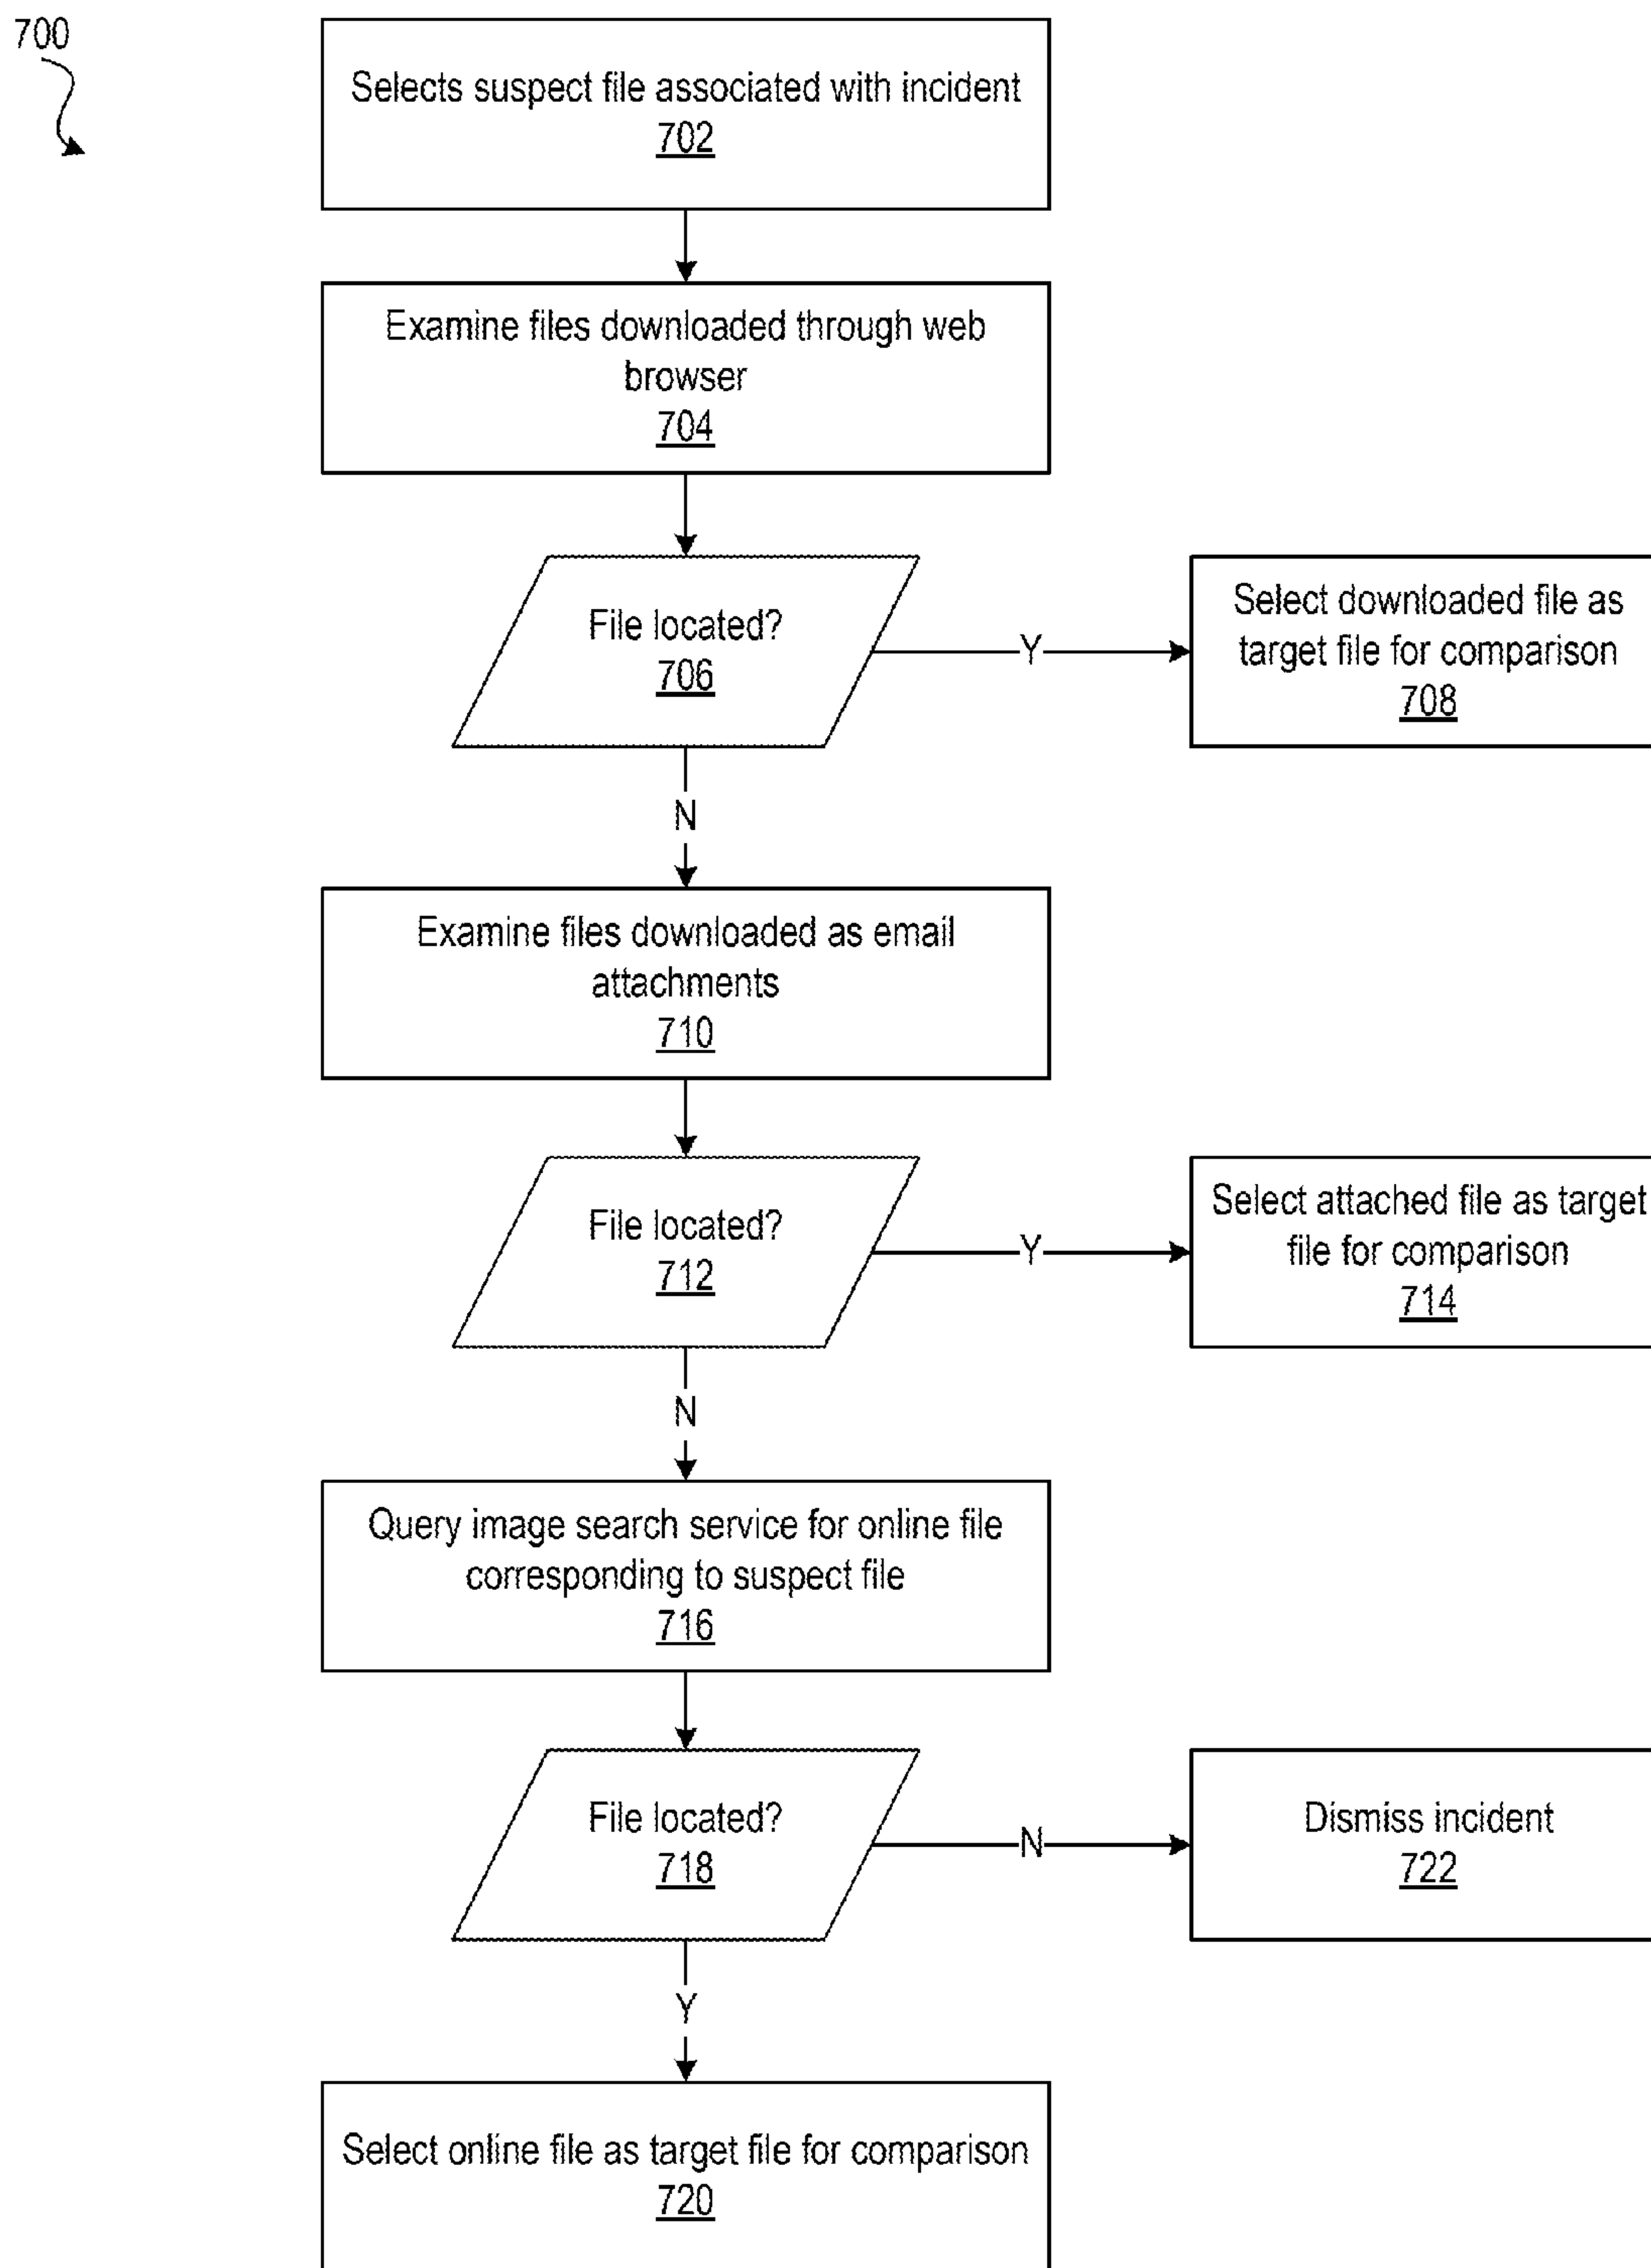 700
Selects suspect file associated with incident
702
Examine files downloaded through web
browser
704
File located?
706
Y
Select downloaded file as
target file for comparison
708
N
Examine files downloaded as email
attachments
710
File located?
712
Y
Select attached file as target
file for comparison
714
N
Query image search service for online file
corresponding to suspect file
716
File located?
718
N
Dismiss incident
722
Y
Select online file as target file for comparison
720